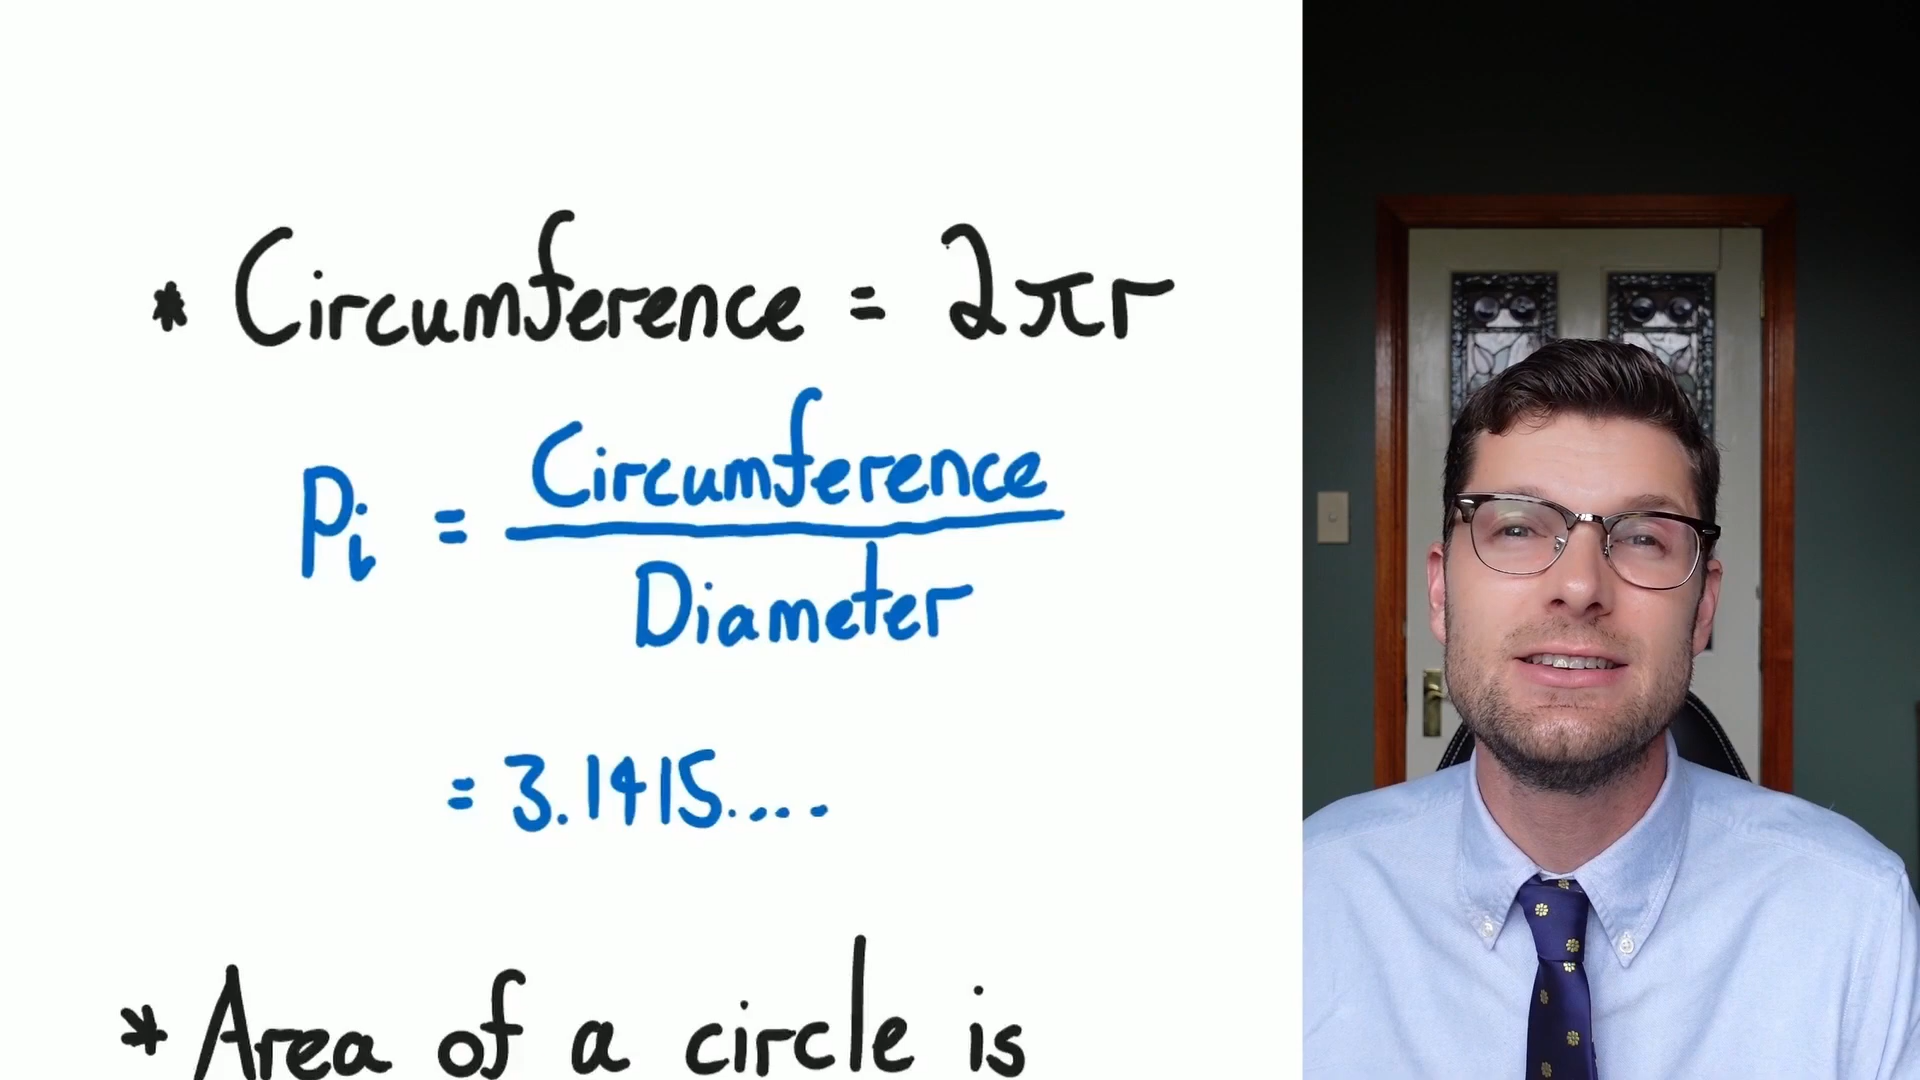 * Circumference = 2πr
Pi = Circumference
Diameter
= 3.1415....
* Area of a circle is